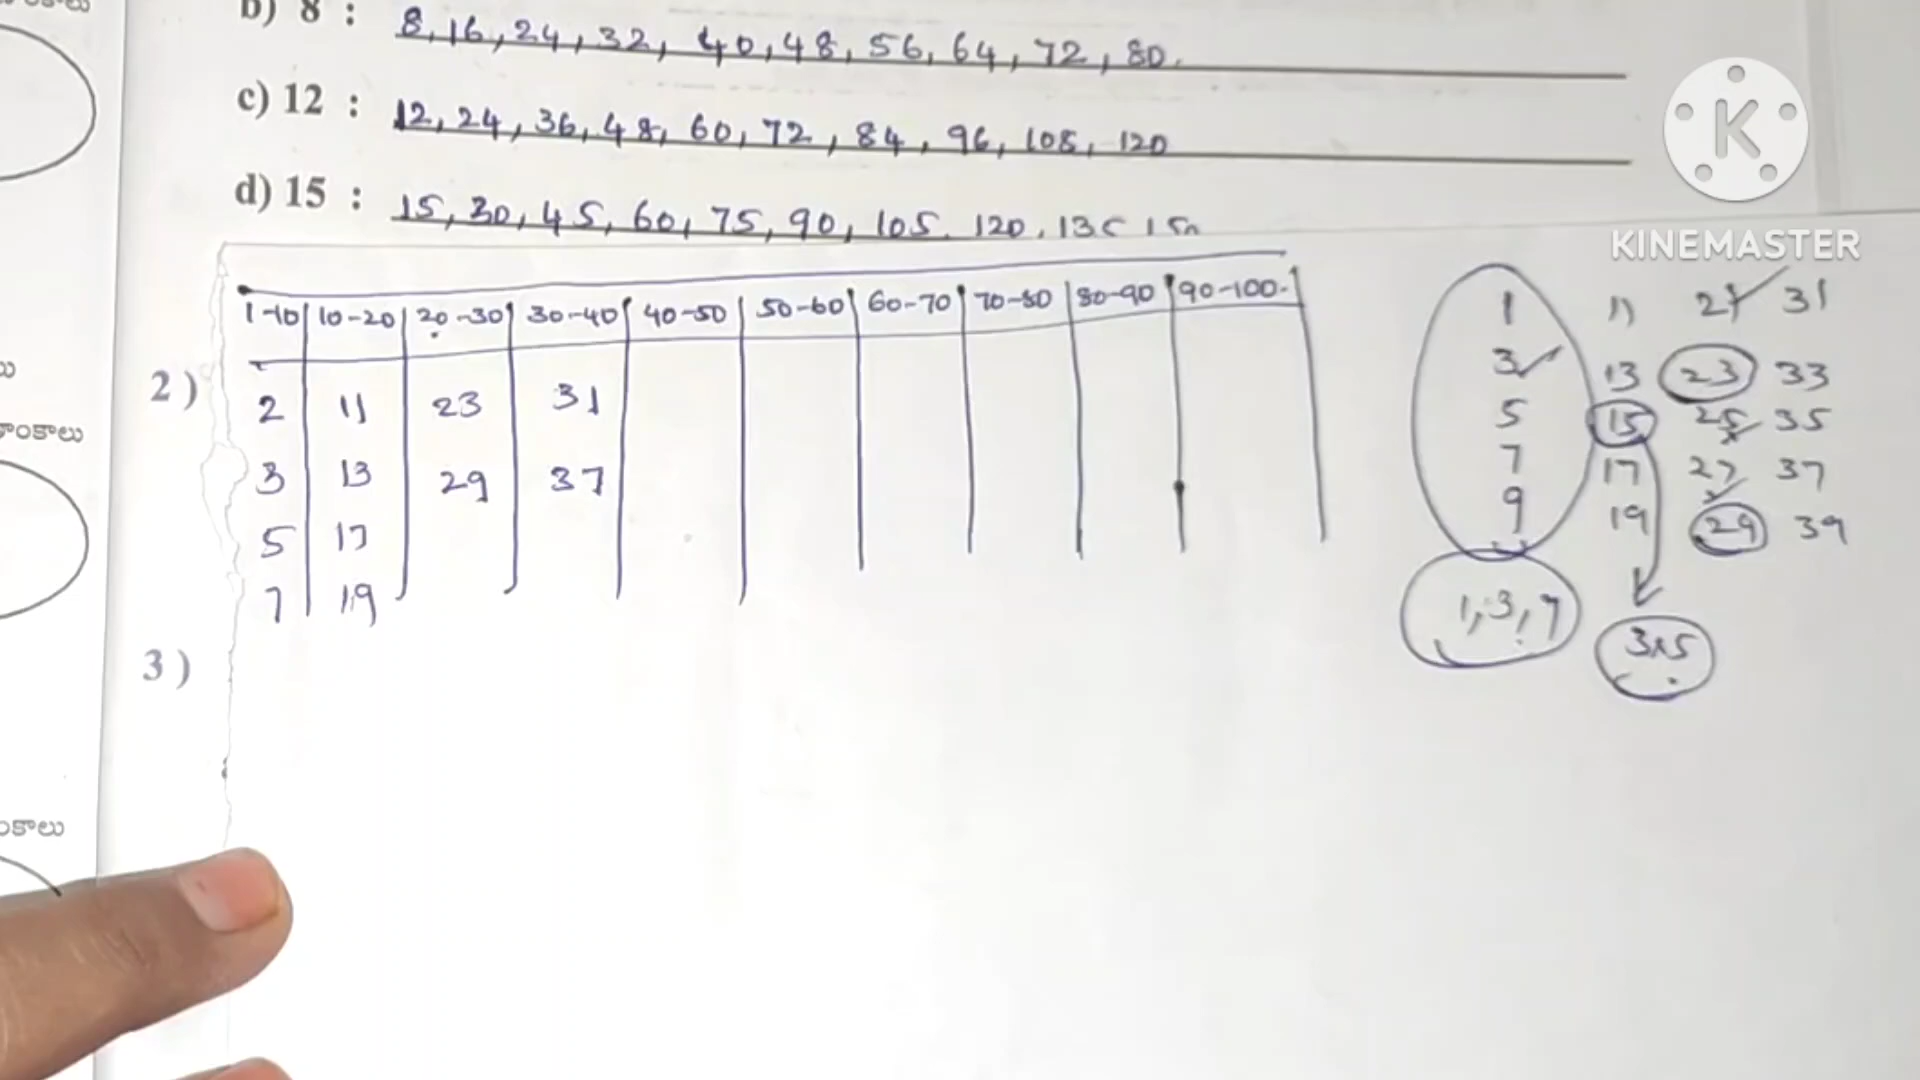 b) 8 : 8, 16, 24, 32, 40, 48, 56, 64, 72, 80.
c) 12 : 12, 24, 36, 48, 60, 72, 84, 96, 108, 120
d) 15 : 15, 30, 45, 60, 75, 90, 105, 120, 135 150
K
KINEMASTER
1-10 10-20 20-30 30-40 40-50 50-60 60-70 70-80 80-90 90-100.
2)
2 11 23 31
3 13 29 37
5 17
7 19
1 11 21 31
3 13 23 33
5 15 25 35
7 17 27 37
9 19 29 39
1, 3, 7
3x5
3)